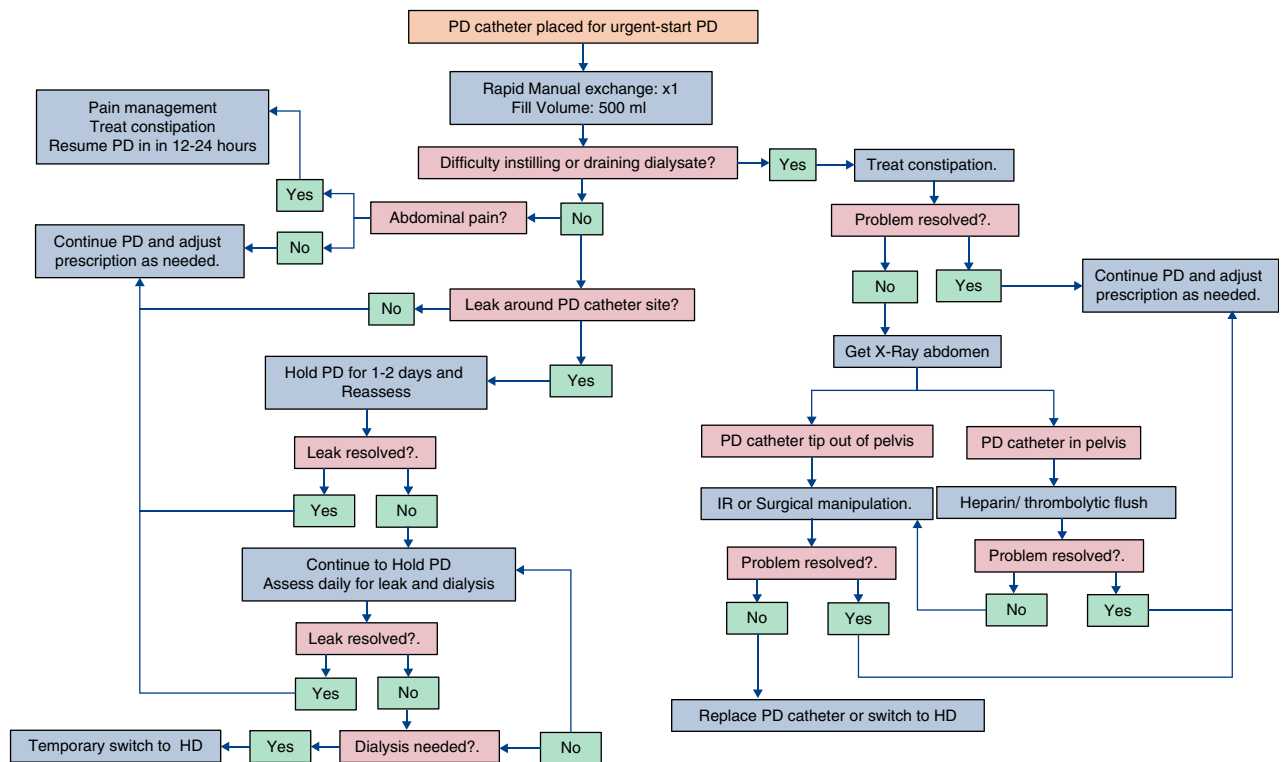 PD catheter placed for urgent-start PD
Rapid Manual exchange: x1
Fill Volume: 500 ml
Pain management
Treat constipation
Resume PD in in 12-24 hours
Difficulty instilling or draining dialysate?
Yes
Treat constipation.
Yes
Abdominal pain?
No
Problem resolved?.
Continue PD and adjust
prescription as needed.
No
No
Yes
Continue PD and adjust
prescription as needed.
No
Leak around PD catheter site?
Get X-Ray abdomen
Hold PD for 1-2 days and
Reassess
Yes
PD catheter tip out of pelvis
PD catheter in pelvis
Leak resolved?.
Yes
No
IR or Surgical manipulation.
Heparin/ thrombolytic flush
Continue to Hold PD
Assess daily for leak and dialysis
Problem resolved?.
Problem resolved?.
No
Yes
No
Yes
Leak resolved?.
Yes
No
Replace PD catheter or switch to HD
Temporary switch to HD
Yes
Dialysis needed?.
No